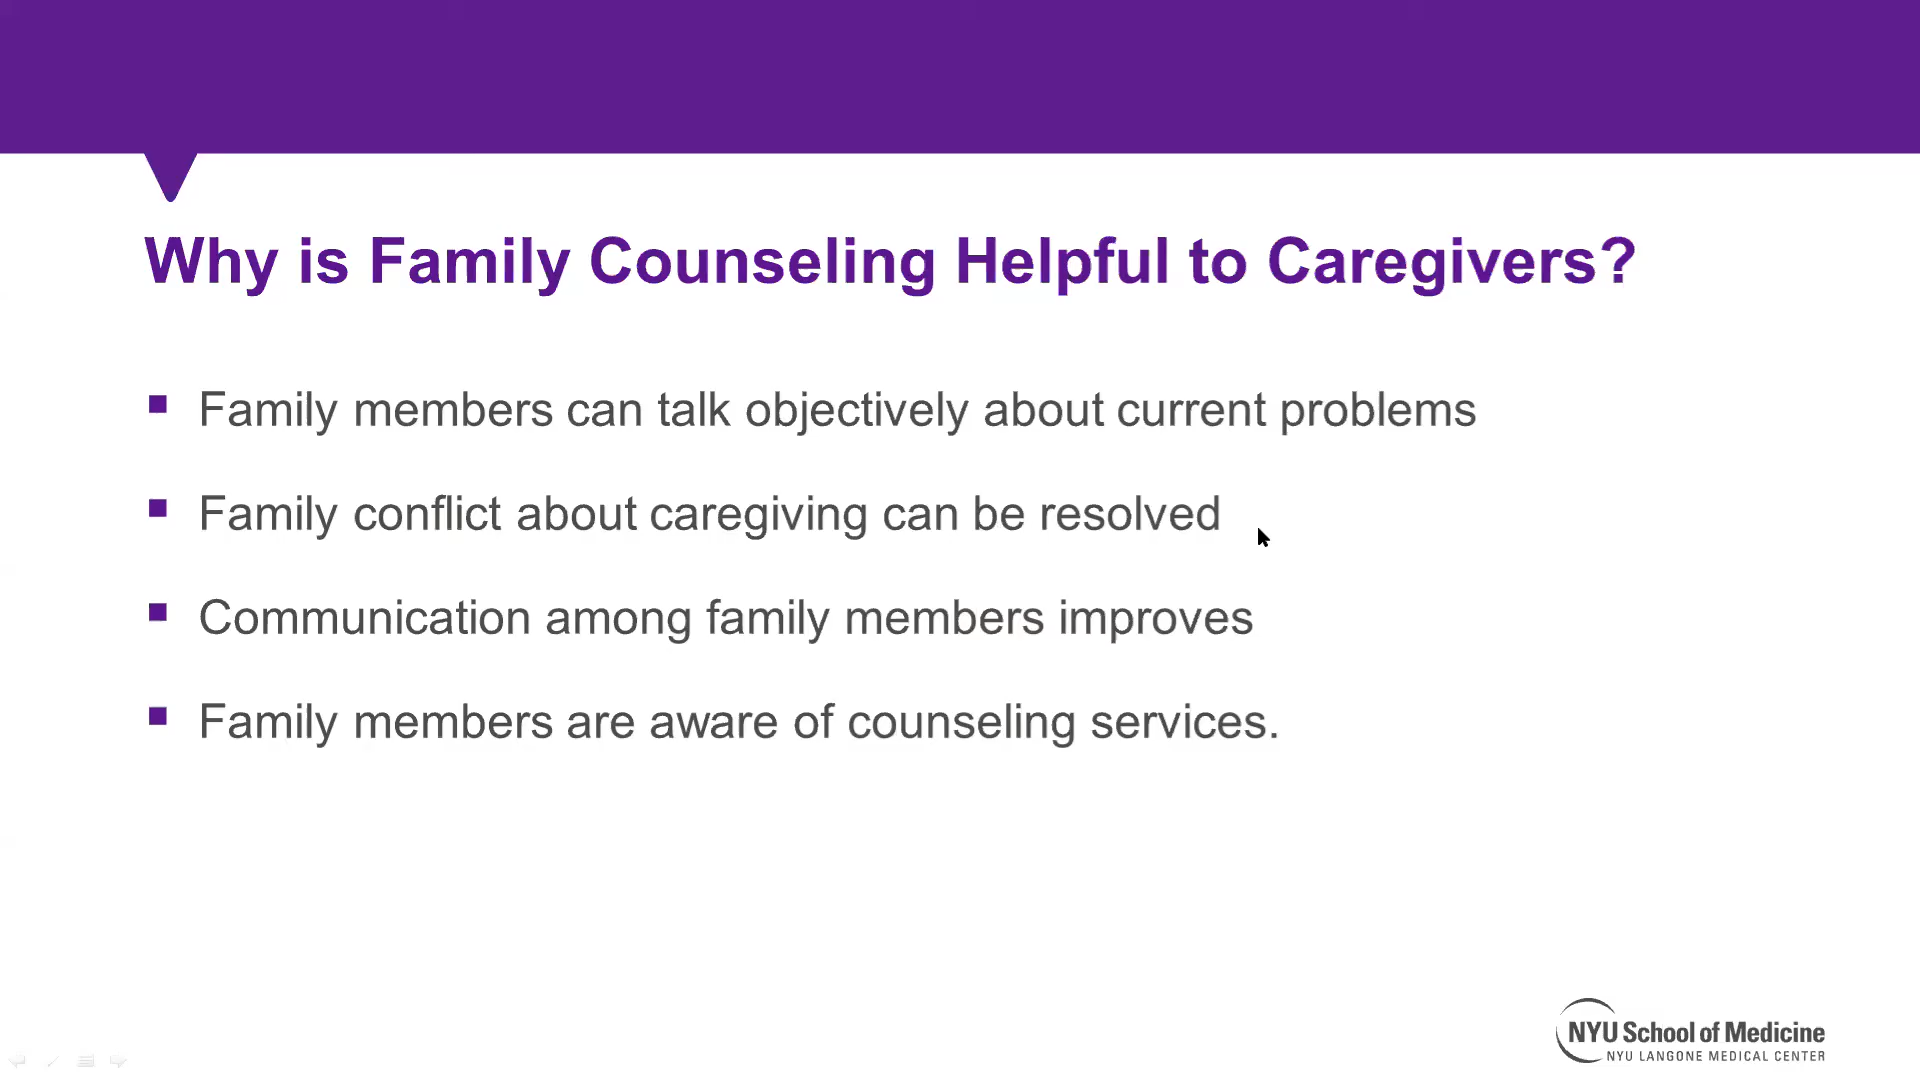 Why is Family Counseling Helpful to Caregivers?
Family members can talk objectively about current problems
Family conflict about caregiving can be resolved
Communication among family members improves
Family members are aware of counseling services.
NYU School of Medicine
NYU LANGONE MEDICAL CENTER